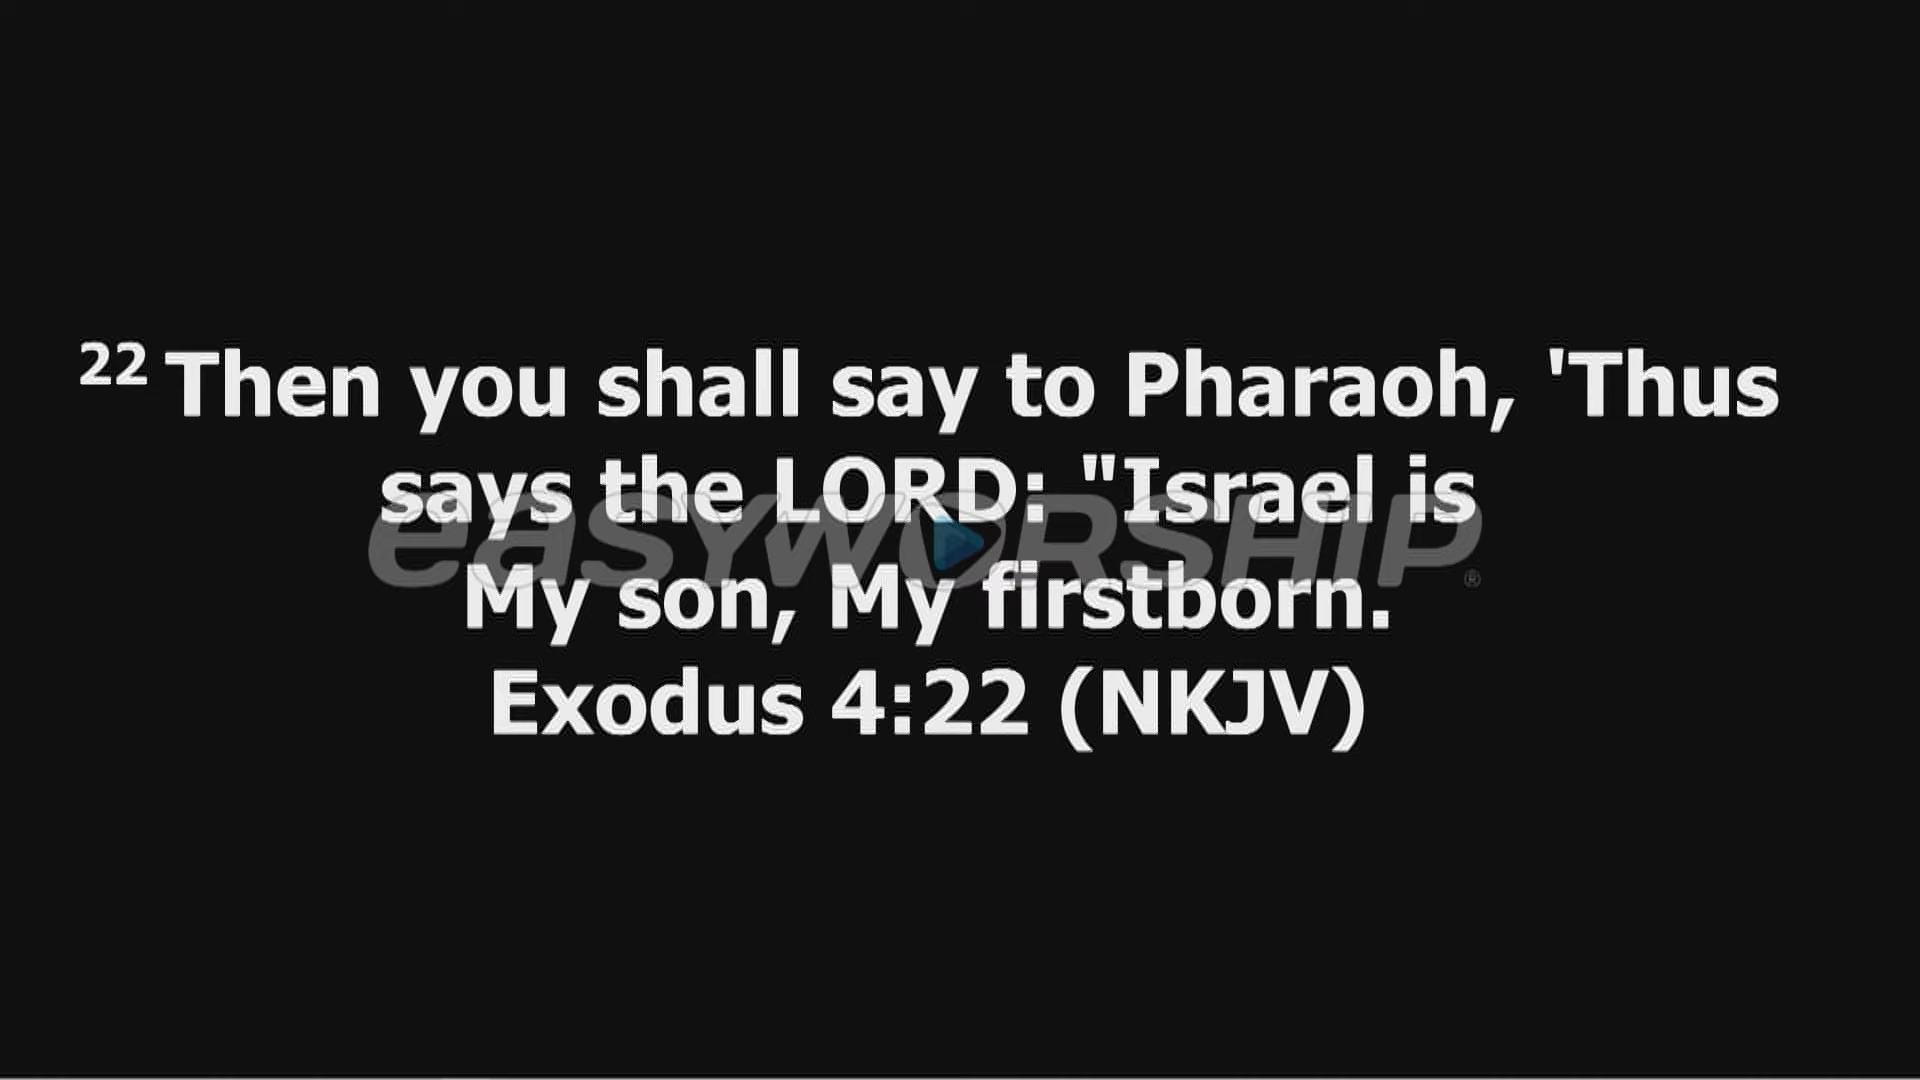 22 Then you shall say to Pharaoh, 'Thus
says the LORD: "Israel is
easyworship®
My son, My firstborn.
Exodus 4:22 (NKJV)